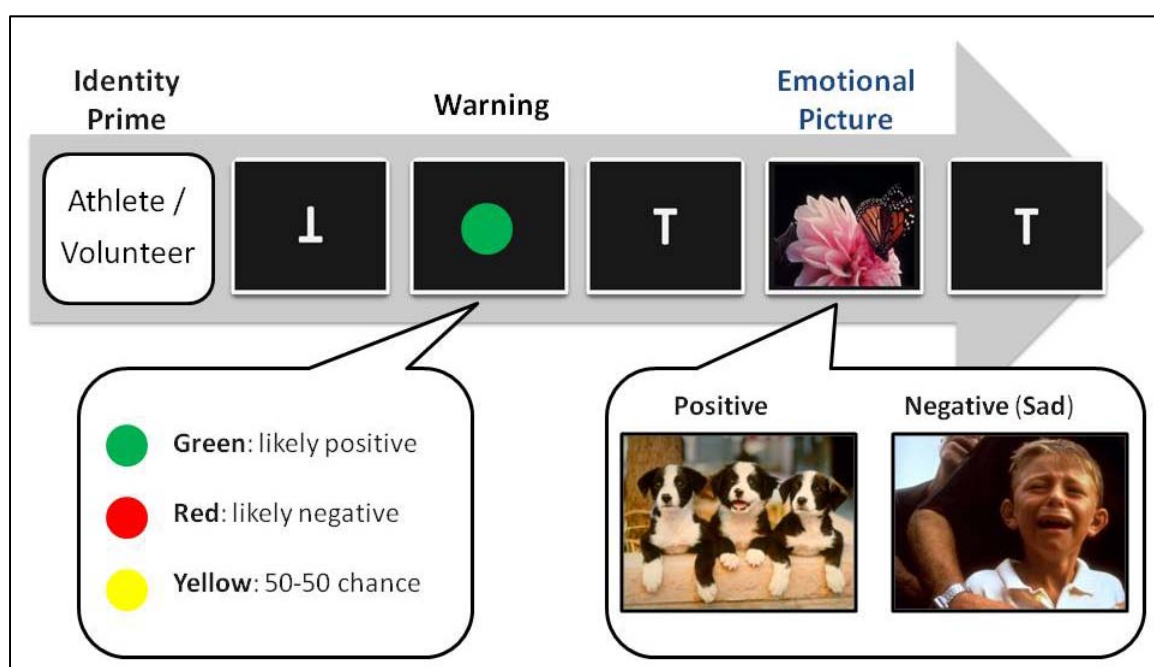 Identity
Prime
Warning
Emotional
Picture
Athlete /
Volunteer
⊥
T
T
Green: likely positive
Red: likely negative
Yellow: 50-50 chance
Positive
Negative (Sad)